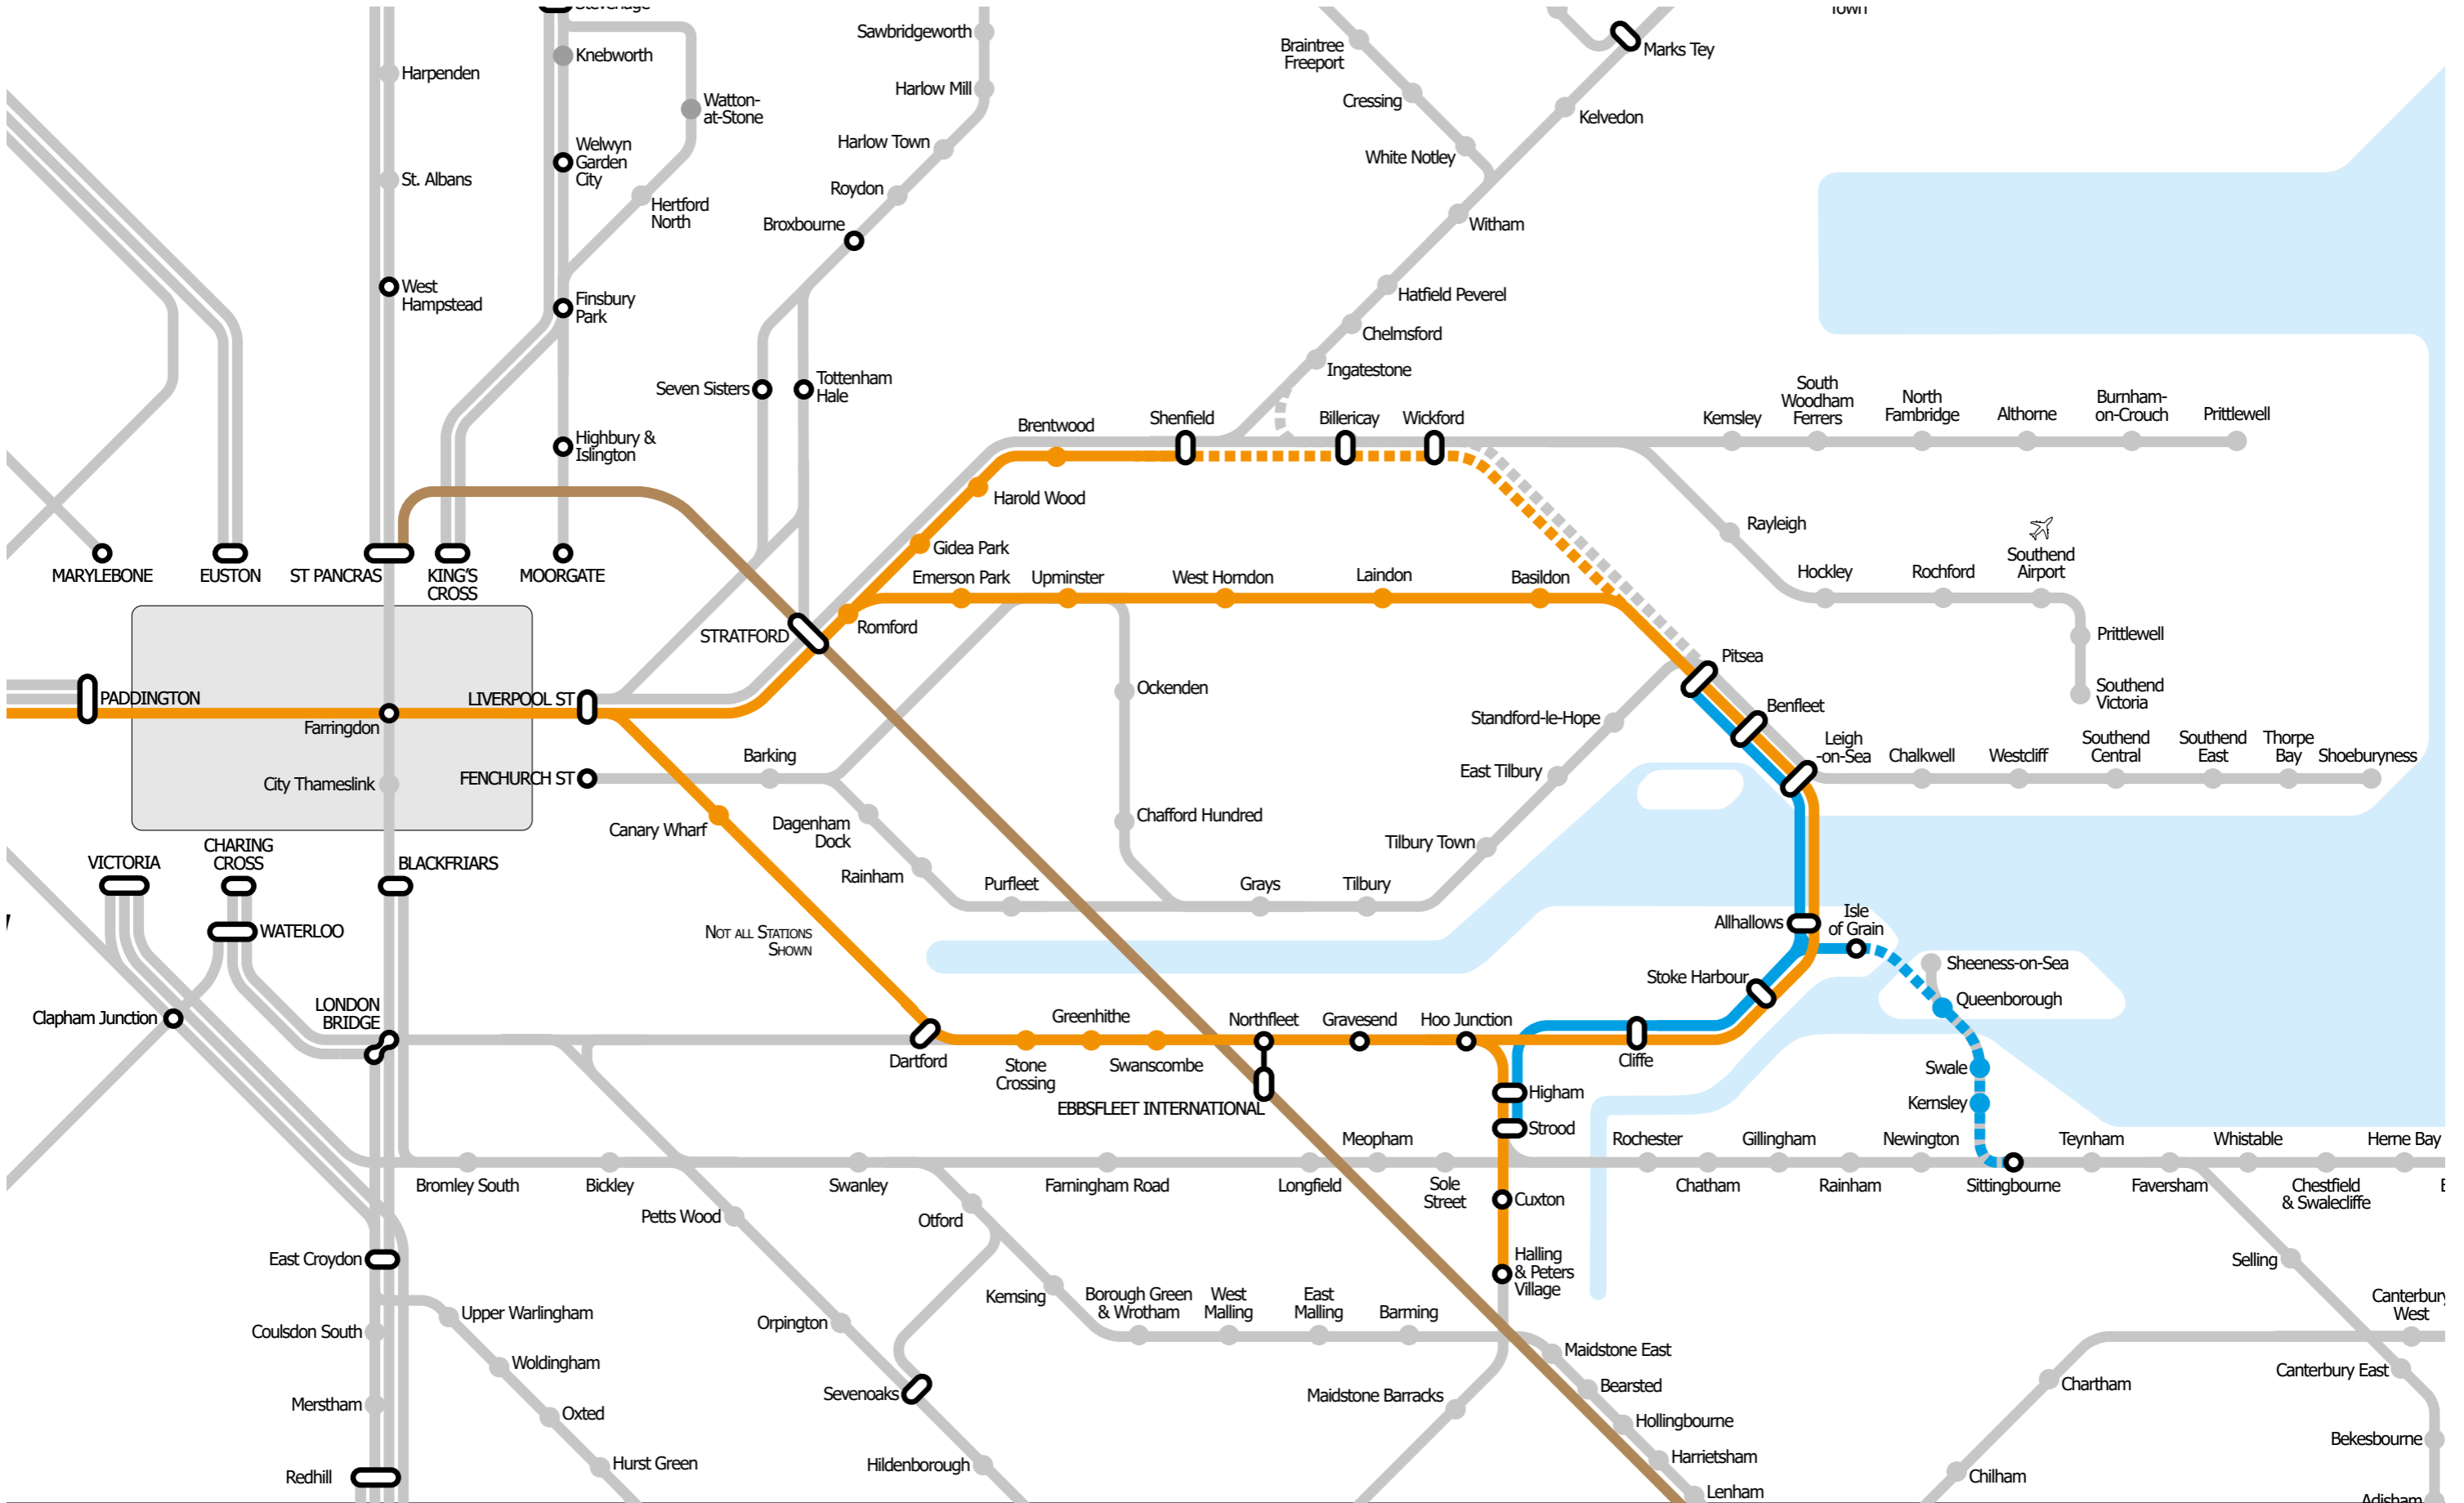 Stevenage
Town
Sawbridgeworth
Braintree
Freeport
Marks Tey
Knebworth
Harpenden
Harlow Mill
Watton-
at-Stone
Cressing
Kelvedon
Harlow Town
Welwyn
Garden
City
White Notley
St. Albans
Roydon
Hertford
North
Broxbourne
Witham
West
Hampstead
Finsbury
Park
Hatfield Peverel
Chelmsford
Ingatestone
Seven Sisters
Tottenham
Hale
Brentwood
Shenfield
Billericay
Wickford
Kemsley
South
Woodham
Ferrers
North
Fambridge
Althorne
Burnham-
on-Crouch
Prittlewell
Highbury &
Islington
Harold Wood
Rayleigh
Gidea Park
Southend
Airport
MARYLEBONE
EUSTON
ST PANCRAS
KING'S
CROSS
MOORGATE
Emerson Park
Upminster
West Horndon
Laindon
Basildon
Hockley
Rochford
STRATFORD
Romford
Prittlewell
Pitsea
PADDINGTON
LIVERPOOL ST
Ockenden
Southend
Victoria
Farringdon
Standford-le-Hope
Benfleet
Leigh
-on-Sea
Chalkwell
Westcliff
Southend
Central
Southend
East
Thorpe
Bay
Shoeburyness
Barking
City Thameslink
FENCHURCH ST
East Tilbury
Canary Wharf
Dagenham
Dock
Chafford Hundred
Tilbury Town
CHARING
CROSS
VICTORIA
BLACKFRIARS
Rainham
Purfleet
Grays
Tilbury
WATERLOO
Not all Stations
Shown
Allhallows
Isle
of Grain
Sheeness-on-Sea
Stoke Harbour
Queenborough
Clapham Junction
LONDON
BRIDGE
Dartford
Greenhithe
Northfleet
Gravesend
Hoo Junction
Stone
Crossing
Swanscombe
Cliffe
Swale
EBBSFLEET INTERNATIONAL
Higham
Kemsley
Strood
Meopham
Rochester
Gillingham
Newington
Teynham
Whistable
Herne Bay
Bromley South
Bickley
Swanley
Farningham Road
Longfield
Sole
Street
Chatham
Rainham
Sittingbourne
Faversham
Chestfield
& Swalecliffe
Cuxton
Petts Wood
Otford
East Croydon
Halling
& Peters
Village
Selling
Kemsing
Borough Green
& Wrotham
West
Malling
East
Malling
Barming
Canterbury
West
Upper Warlingham
Coulsdon South
Orpington
Maidstone East
Woldingham
Canterbury East
Chartham
Sevenoaks
Maidstone Barracks
Bearsted
Merstham
Oxted
Hollingbourne
Bekesbourne
Harrietsham
Redhill
Hurst Green
Hildenborough
Chilham
Lenham
Adisham